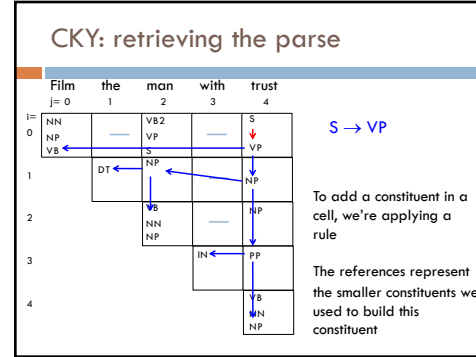 CKY: retrieving the parse
Film the man with trust
j= 0 1 2 3 4
i=
0
NN
NP
VB
VB2
VP
S
S
VP
1
DT
NP
NP
2
VB
NN
NP
NP
3
IN
PP
4
VB
NN
NP
S → VP
To add a constituent in a
cell, we're applying a
rule
The references represent
the smaller constituents we
used to build this
constituent